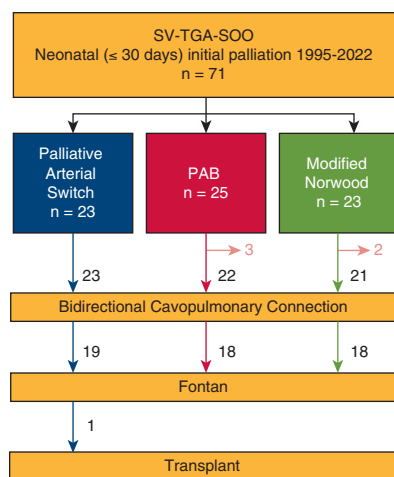 SV-TGA-SOO
Neonatal (≤ 30 days) initial palliation 1995-2022
n = 71
Palliative
Arterial
Switch
n = 23
PAB
n = 25
Modified
Norwood
n = 23
3
2
23
22
21
Bidirectional Cavopulmonary Connection
19
18
18
Fontan
1
Transplant